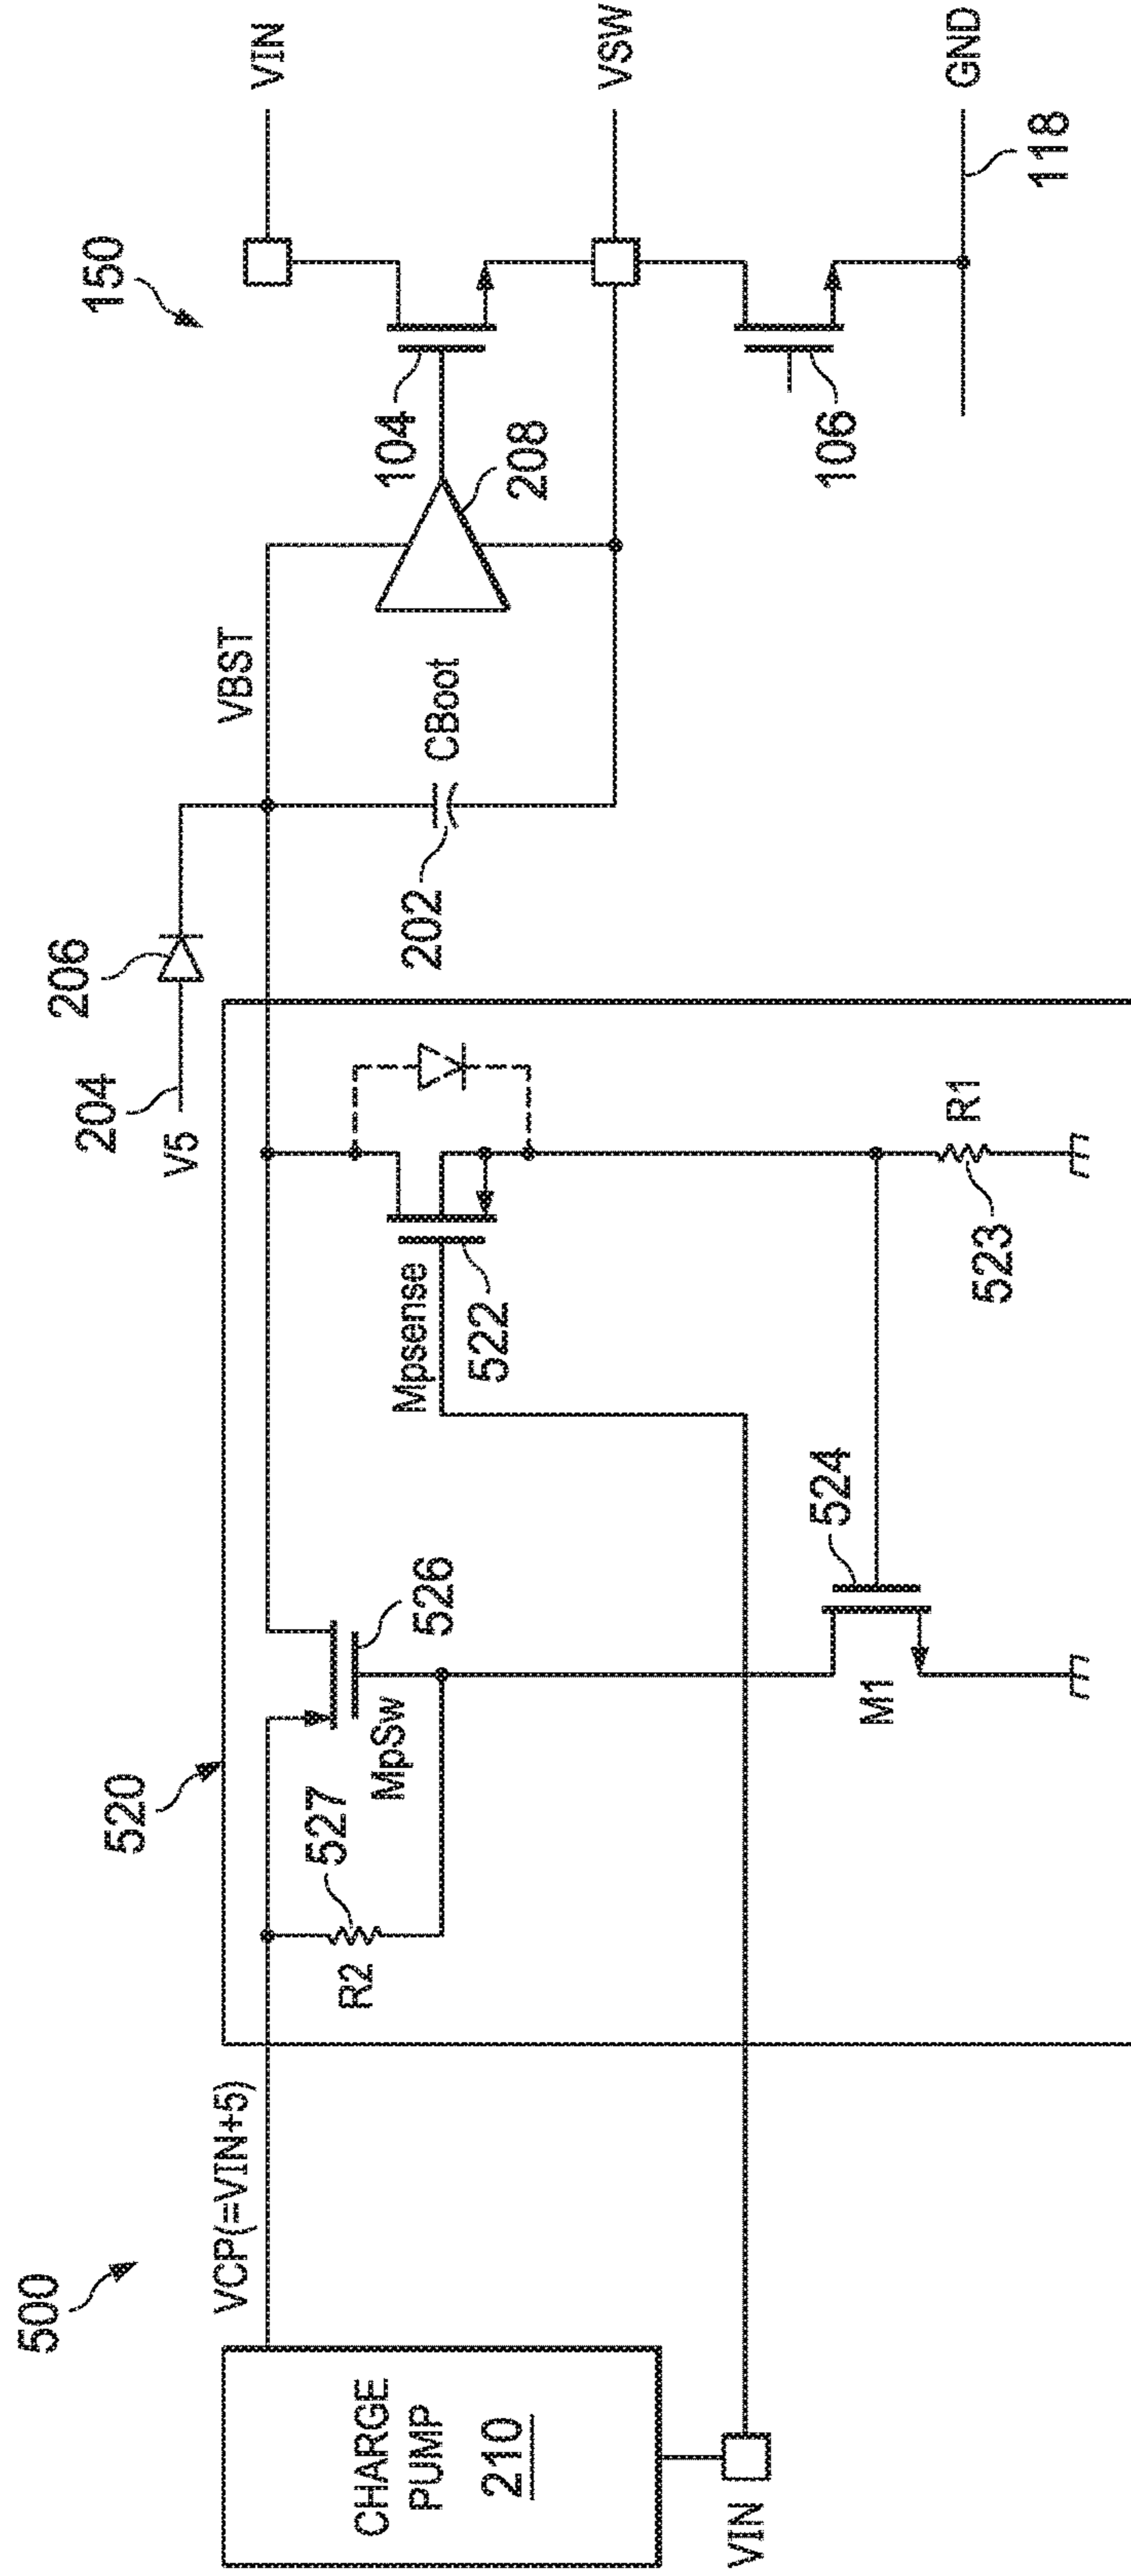 500
CHARGE
PUMP
210
VIN
VCP(=VIN+5)
520
R2
527
MpSw
526
M1
524
Mpsense
522
R1
523
V5
204
206
202
CBoot
VBST
208
104
150
106
VIN
VSW
GND
118